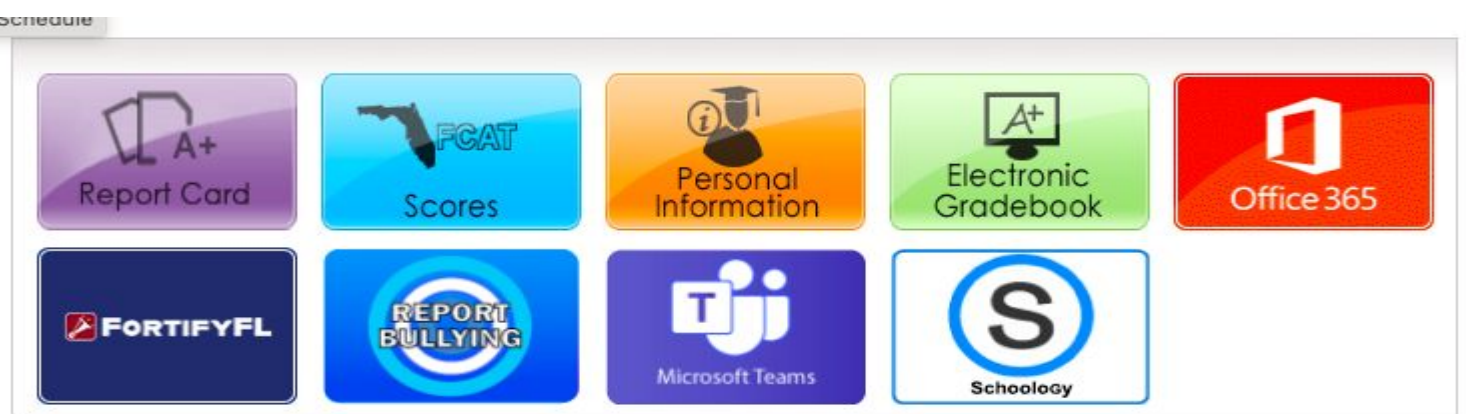 Schedule
A+
Report Card
FCAT
Scores
i
Personal
Information
A+
Electronic
Gradebook
Office 365
FORTIFYFL
REPORT
BULLYING
T
Microsoft Teams
S
SchooloGy